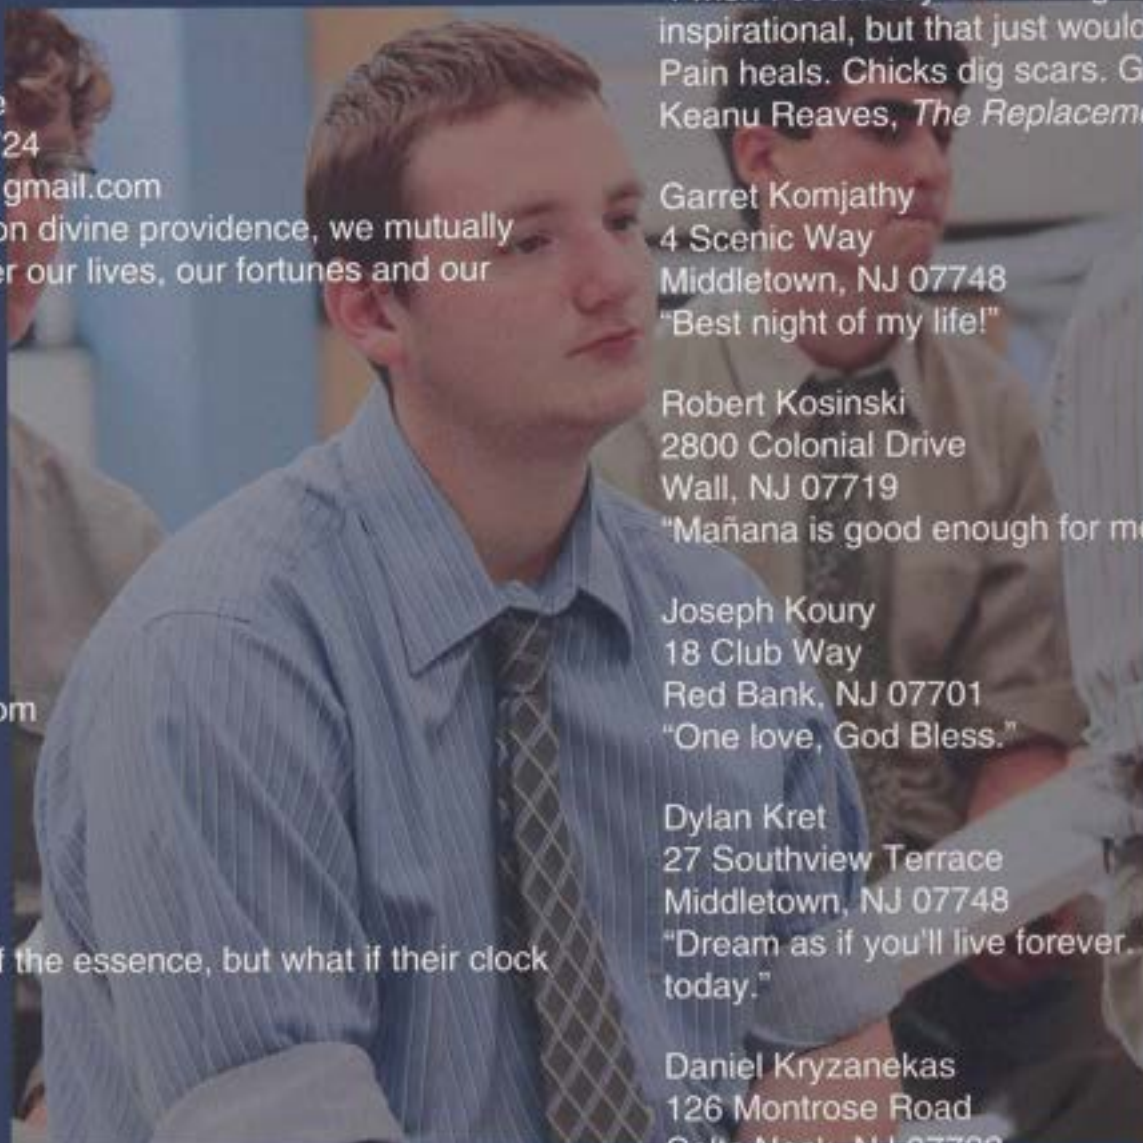 24
gmail.com
on divine providence, we mutually
our lives, our fortunes and our
the essence, but what if their clock
inspirational, but that just
Pain heals. Chicks dig scars.
Keanu Reaves, The
Garret Komjathy
4 Scenic Way
Middletown, NJ 07748
“Best night of my life!”
Robert Kosinski
2800 Colonial Drive
Wall, NJ 07719
“Mañana is good enough for
Joseph Koury
18 Club Way
Red Bank, NJ 07701
“One love, God Bless.”
Dylan Kret
27 Southview Terrace
Middletown, NJ 07748
“Dream as if you’ll live forever.
today.”
Daniel Kryzanekas
126 Montrose Road